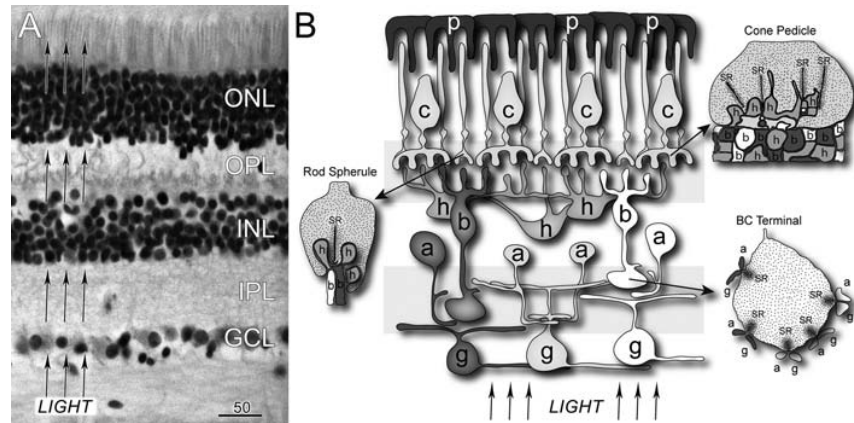 A
ONL
OPL
INL
IPL
GCL
LIGHT
50
B
p p p
c c c c
h b h h b
a a a a
g g g
LIGHT
Rod Spherule
SR
h
h
h
b b
Cone Pedicle
SR SR SR SR
h h h
b b b b
b h b h
BC Terminal
a
g
SR
SR
a
g
a
g
SR
SR
SR
a
g
a
g